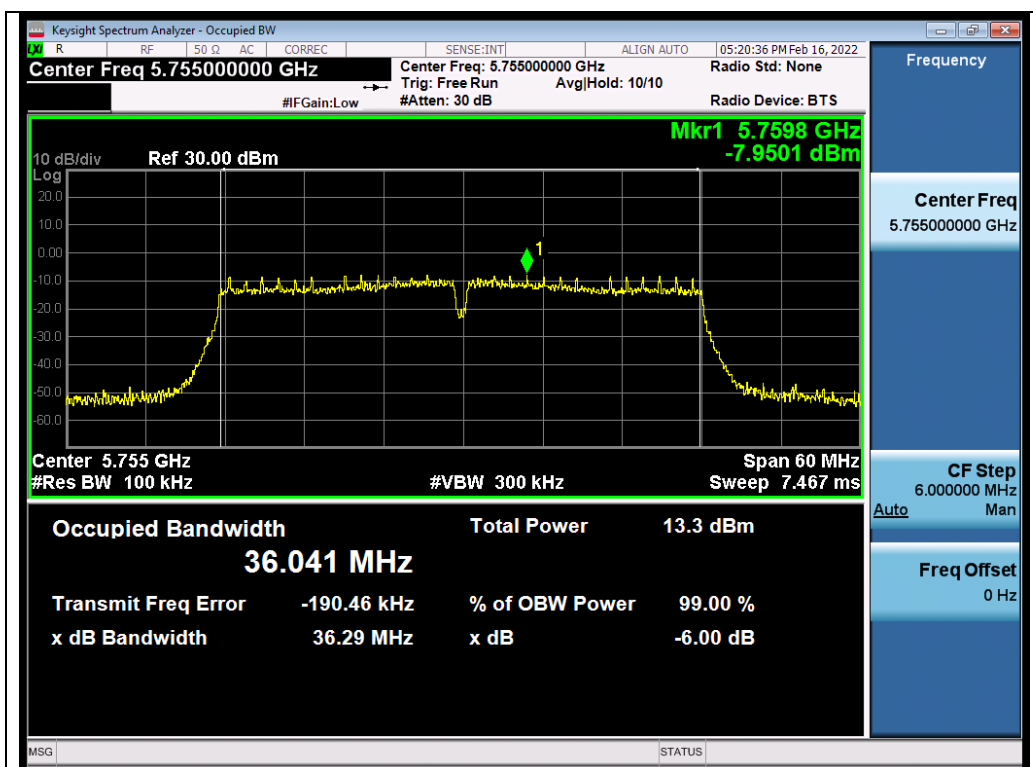 Keysight Spectrum Analyzer - Occupied BW
LXI R RF 50 Ω AC CORREC SENSE:INT ALIGN AUTO 05:20:36 PM Feb 16, 2022
Center Freq 5.755000000 GHz
Center Freq: 5.755000000 GHz
Radio Std: None
Trig: Free Run Avg|Hold: 10/10
#IFGain:Low #Atten: 30 dB Radio Device: BTS
Mkr1 5.7598 GHz
-7.9501 dBm
10 dB/div Ref 30.00 dBm
Log
20.0
10.0
0.00
-10.0
-20.0
-30.0
-40.0
-50.0
-60.0
1
Center 5.755 GHz Span 60 MHz
#Res BW 100 kHz #VBW 300 kHz Sweep 7.467 ms
Occupied Bandwidth Total Power 13.3 dBm
36.041 MHz
Transmit Freq Error -190.46 kHz % of OBW Power 99.00 %
x dB Bandwidth 36.29 MHz x dB -6.00 dB
MSG STATUS
Frequency
Center Freq
5.755000000 GHz
CF Step
6.000000 MHz
Auto Man
Freq Offset
0 Hz